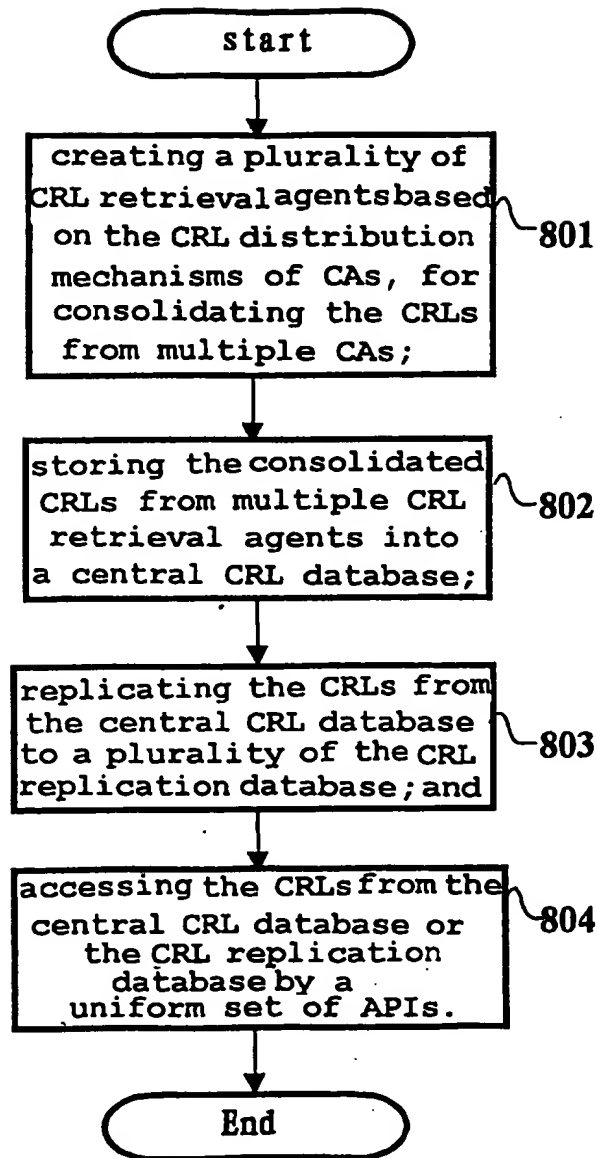 start
creating a plurality of
CRL retrieval agents based
on the CRL distribution
mechanisms of CAs, for
consolidating the CRLs
from multiple CAs;
801
storing the consolidated
CRLs from multiple CRL
retrieval agents into
a central CRL database;
802
replicating the CRLs from
the central CRL database
to a plurality of the CRL
replication database; and
803
accessing the CRLs from the
central CRL database or
the CRL replication
database by a
uniform set of APIs.
804
End